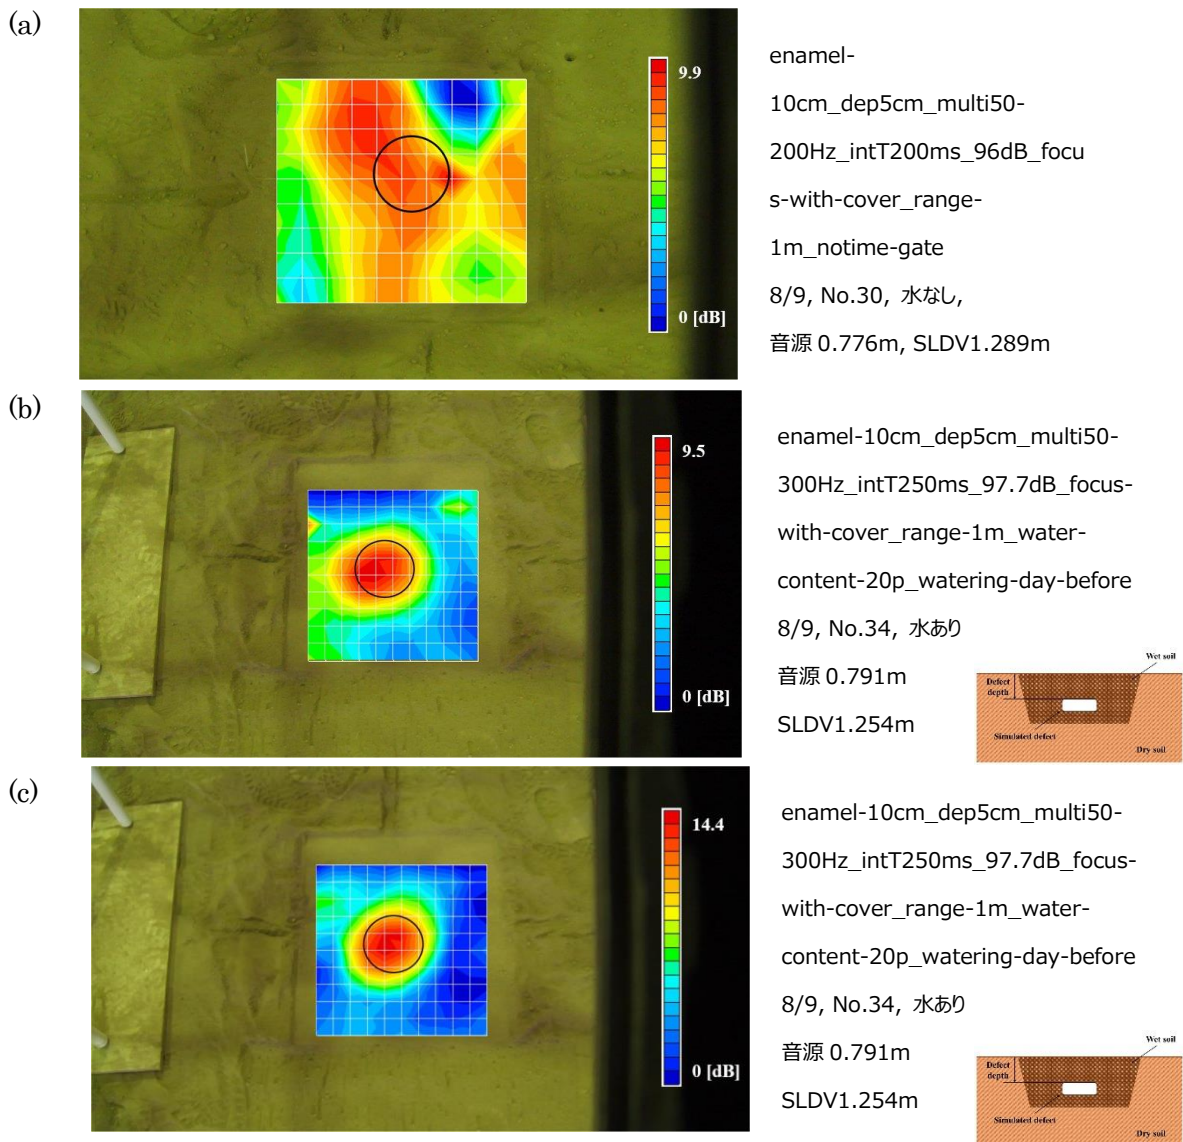 (a)
9.9
0 [dB]
enamel-
10cm_dep5cm_multi50-
200Hz_intT200ms_96dB_focu
s-with-cover_range-
1m_notime-gate
8/9, No.30, 水なし,
音源 0.776m, SLDV1.289m
(b)
9.5
0 [dB]
enamel-10cm_dep5cm_multi50-
300Hz_intT250ms_97.7dB_focus-
with-cover_range-1m_water-
content-20p_watering-day-before
8/9, No.34, 水あり
音源 0.791m
SLDV1.254m
Wet soil
Defect
depth
Simulated defect
Dry soil
(c)
14.4
0 [dB]
enamel-10cm_dep5cm_multi50-
300Hz_intT250ms_97.7dB_focus-
with-cover_range-1m_water-
content-20p_watering-day-before
8/9, No.34, 水あり
音源 0.791m
SLDV1.254m
Wet soil
Defect
depth
Simulated defect
Dry soil